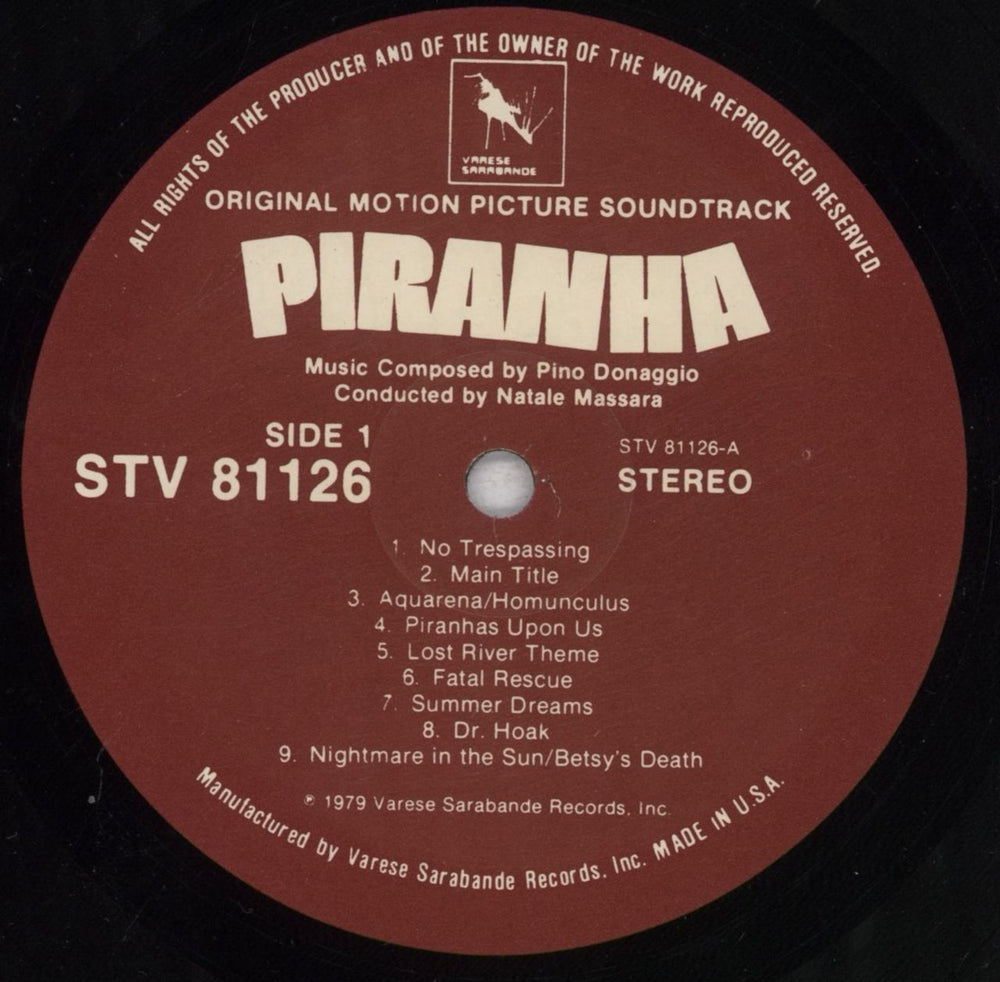 ALL RIGHTS OF THE PRODUCER AND OF THE OWNER OF THE WORK REPRODUCED RESERVED.
VARESE
SARABANDE
ORIGINAL MOTION PICTURE SOUNDTRACK
PIRANHA
Music Composed by Pino Donaggio
Conducted by Natale Massara
SIDE 1
STV 81126
STV 81126-A
STEREO
1. No Trespassing
2. Main Title
3. Aquarena/Homunculus
4. Piranhas Upon Us
5. Lost River Theme
6. Fatal Rescue
7. Summer Dreams
8. Dr. Hoak
9. Nightmare in the Sun/Betsy's Death
℗ 1979 Varese Sarabande Records, Inc.
Manufactured by Varese Sarabande Records, Inc. MADE IN U.S.A.